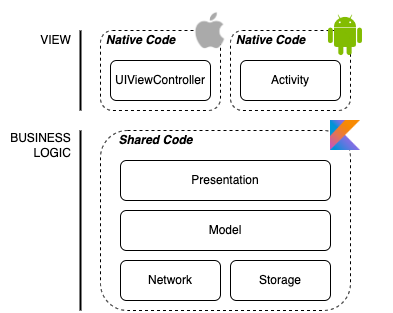 VIEW
Native Code
Native Code
UIViewController
Activity
BUSINESS
LOGIC
Shared Code
Presentation
Model
Network
Storage